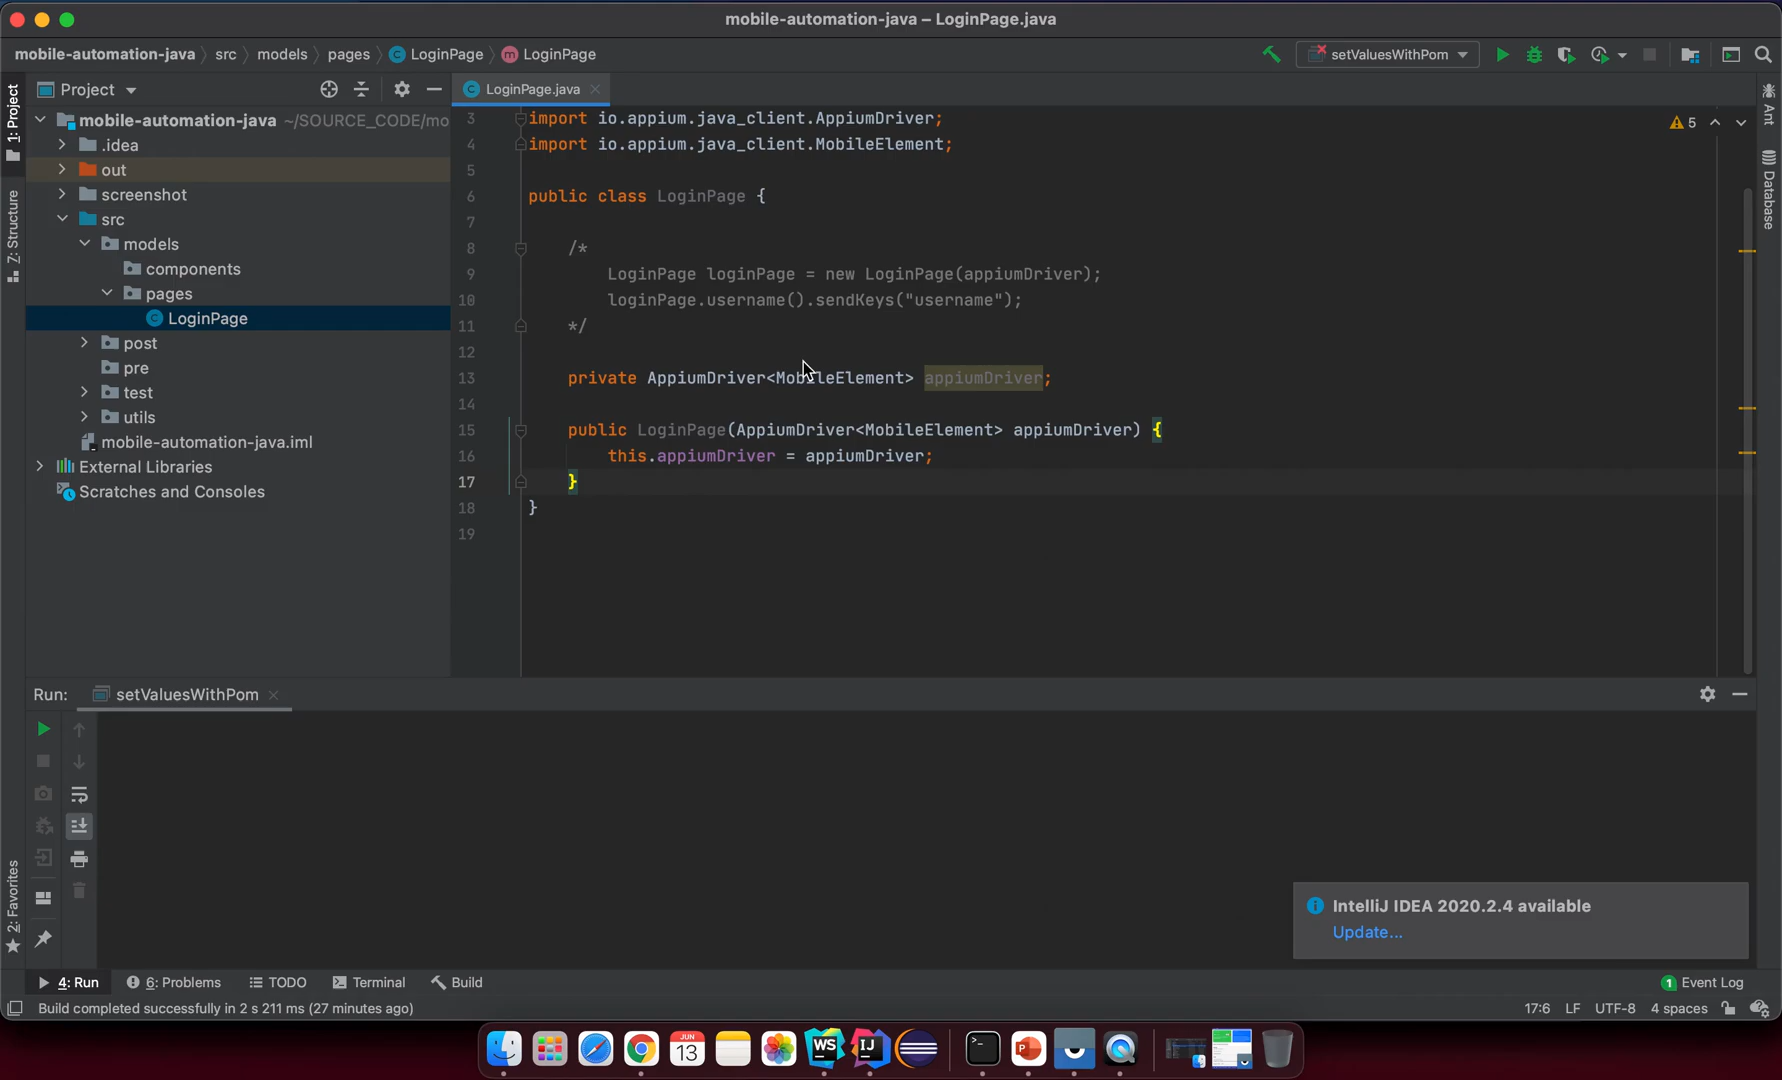 mobile-automation-java – LoginPage.java
mobile-automation-java src models pages LoginPage LoginPage
setValuesWithPom
Project
LoginPage.java
1: Project
7: Structure
2: Favorites
mobile-automation-java ~/SOURCE_CODE/mo
.idea
out
screenshot
src
models
components
pages
LoginPage
post
pre
test
utils
mobile-automation-java.iml
External Libraries
Scratches and Consoles
3 import io.appium.java_client.AppiumDriver;
4 import io.appium.java_client.MobileElement;
5
6 public class LoginPage {
7
8 /*
9 LoginPage loginPage = new LoginPage(appiumDriver);
10 loginPage.username().sendKeys("username");
11 */
12
13 private AppiumDriver<MobileElement> appiumDriver;
14
15 public LoginPage(AppiumDriver<MobileElement> appiumDriver) {
16 this.appiumDriver = appiumDriver;
17 }
18 }
19
5
Ant
Database
Run: setValuesWithPom
IntelliJ IDEA 2020.2.4 available
Update...
4: Run 6: Problems TODO Terminal Build
1 Event Log
Build completed successfully in 2 s 211 ms (27 minutes ago)
17:6 LF UTF-8 4 spaces
JUN
13
WS
IJ